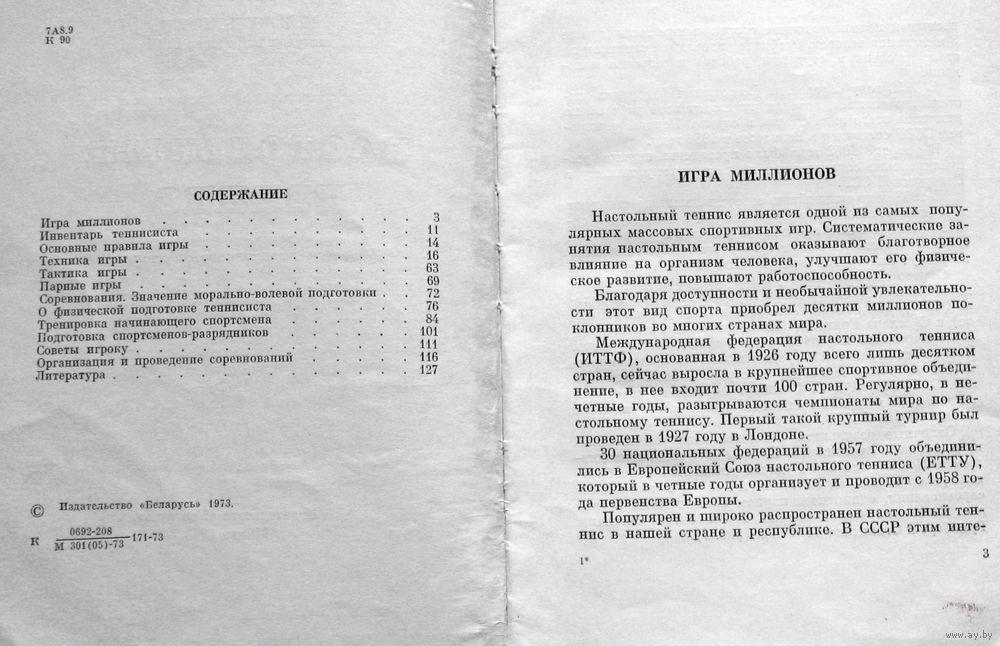 7А8.9
К 90
СОДЕРЖАНИЕ
Игра миллионов . . . . . . . . . . . 3
Инвентарь теннисиста . . . . . . . . . 11
Основные правила игры . . . . . . . . . 14
Техника игры . . . . . . . . . . . . 16
Тактика игры . . . . . . . . . . . . 63
Парные игры . . . . . . . . . . . . 69
Соревнования. Значение морально-волевой подготовки . 72
О физической подготовке теннисиста . . . . . 76
Тренировка начинающего спортсмена . . . . . 84
Подготовка спортсменов-разрядников . . . . . 101
Советы игроку . . . . . . . . . . . 111
Организация и проведение соревнований . . . . 116
Литература . . . . . . . . . . . . . 127
© Издательство «Беларусь» 1973.
К 0692-208
М 301(05)-73 171-73
ИГРА МИЛЛИОНОВ
Настольный теннис является одной из самых попу-
лярных массовых спортивных игр. Систематические за-
нятия настольным теннисом оказывают благотворное
влияние на организм человека, улучшают его физиче-
ское развитие, повышают работоспособность.
Благодаря доступности и необычайной увлекательно-
сти этот вид спорта приобрел десятки миллионов по-
клонников во многих странах мира.
Международная федерация настольного тенниса
(ИТТФ), основанная в 1926 году всего лишь десятком
стран, сейчас выросла в крупнейшее спортивное объеди-
нение, в нее входит почти 100 стран. Регулярно, в не-
четные годы, разыгрываются чемпионаты мира по на-
стольному теннису. Первый такой крупный турнир был
проведен в 1927 году в Лондоне.
30 национальных федераций в 1957 году объедини-
лись в Европейский Союз настольного тенниса (ЕТТУ),
который в четные годы организует и проводит с 1958 го-
да первенства Европы.
Популярен и широко распространен настольный тен-
нис в нашей стране и республике. В СССР этим инте-
1*
3
www.ay.by